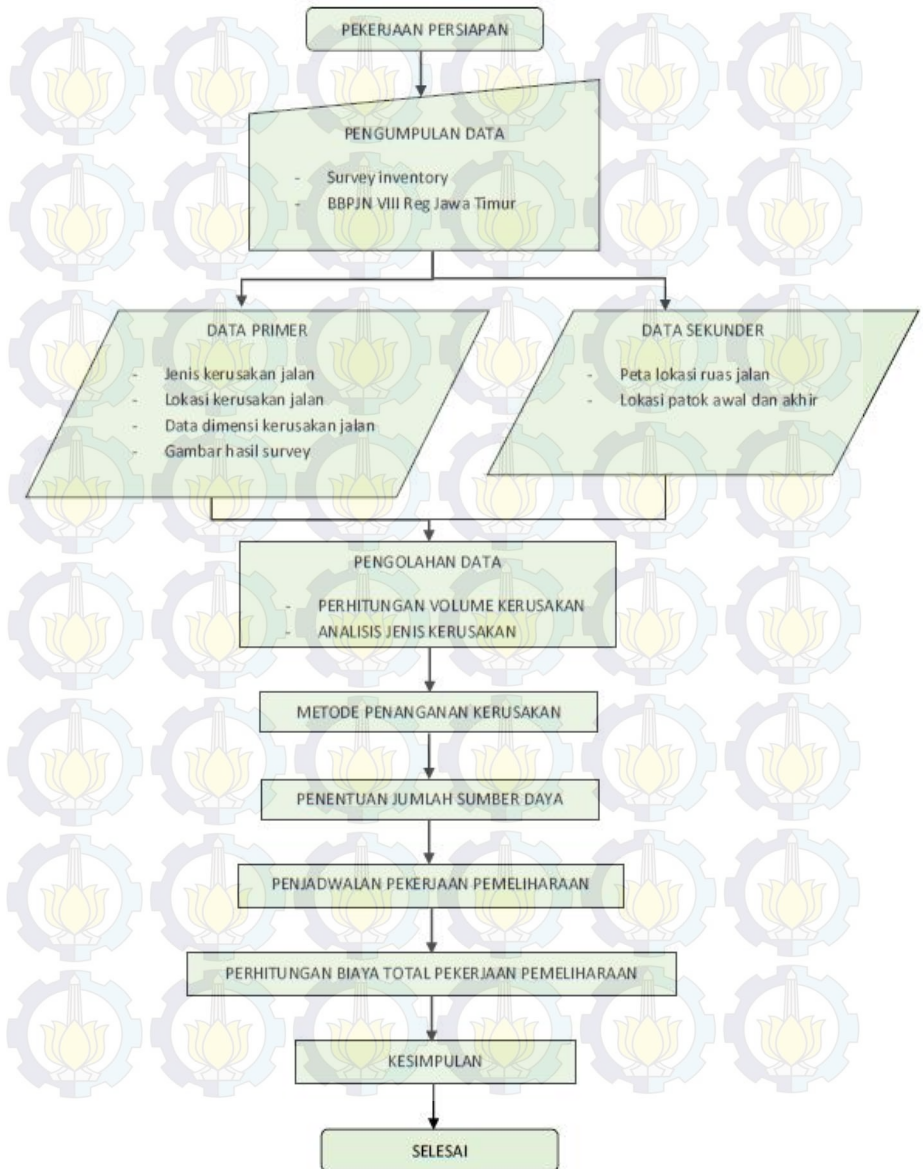 PEKERJAAN PERSIAPAN
PENGUMPULAN DATA
- Survey inventory
- BBPJN VIII Reg Jawa Timur
DATA PRIMER
- Jenis kerusakan jalan
- Lokasi kerusakan jalan
- Data dimensi kerusakan jalan
- Gambar hasil survey
DATA SEKUNDER
- Peta lokasi ruas jalan
- Lokasi patok awal dan akhir
PENGOLAHAN DATA
- PERHITUNGAN VOLUME KERUSAKAN
- ANALISIS JENIS KERUSAKAN
METODE PENANGANAN KERUSAKAN
PENENTUAN JUMLAH SUMBER DAYA
PENJADWALAN PEKERJAAN PEMELIHARAAN
PERHITUNGAN BIAYA TOTAL PEKERJAAN PEMELIHARAAN
KESIMPULAN
SELESAI